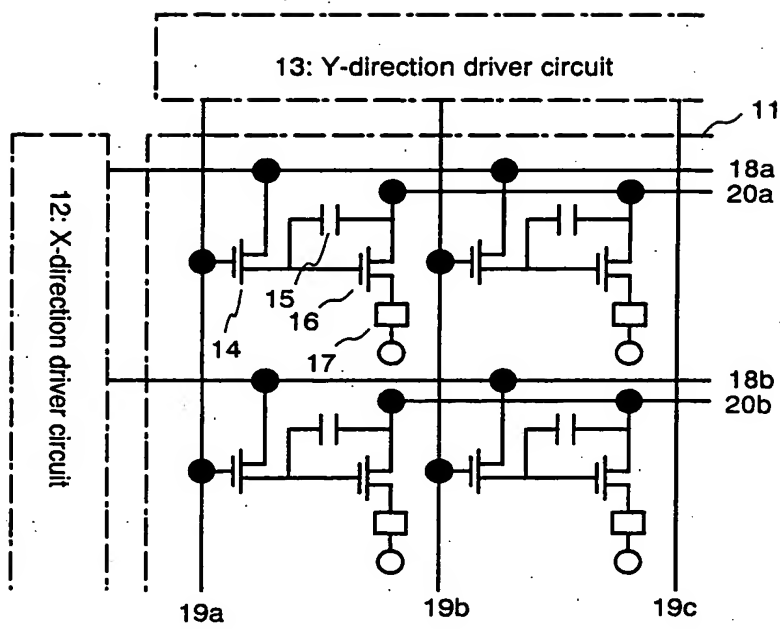 13: Y-direction driver circuit
11
18a
20a
12: X-direction driver circuit
15
16
14
17
18b
20b
19a
19b
19c